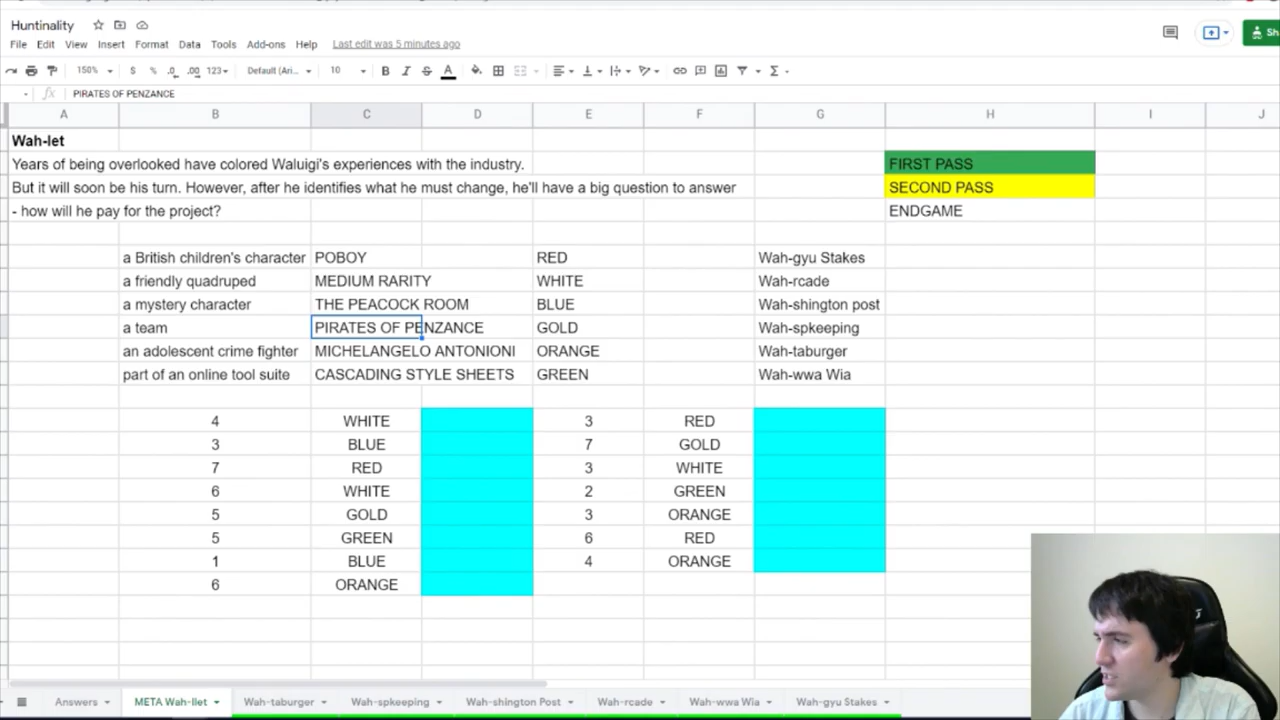 Huntinality
File Edit View Insert Format Data Tools Add-ons Help Last edit was 5 minutes ago
150% $ % .0 .00 123 Default (Ari... 10 B I S A
fx PIRATES OF PENZANCE
A B C D E F G H I J
Wah-let
Years of being overlooked have colored Waluigi's experiences with the industry. FIRST PASS
But it will soon be his turn. However, after he identifies what he must change, he'll have a big question to answer SECOND PASS
- how will he pay for the project? ENDGAME
a British children's character POBOY RED Wah-gyu Stakes
a friendly quadruped MEDIUM RARITY WHITE Wah-rcade
a mystery character THE PEACOCK ROOM BLUE Wah-shington post
a team PIRATES OF PENZANCE GOLD Wah-spkeeping
an adolescent crime fighter MICHELANGELO ANTONIONI ORANGE Wah-taburger
part of an online tool suite CASCADING STYLE SHEETS GREEN Wah-wwa Wia
4 WHITE 3 RED
3 BLUE 7 GOLD
7 RED 3 WHITE
6 WHITE 2 GREEN
5 GOLD 3 ORANGE
5 GREEN 6 RED
1 BLUE 4 ORANGE
6 ORANGE
Answers META Wah-llet Wah-taburger Wah-spkeeping Wah-shington Post Wah-rcade Wah-wwa Wia Wah-gyu Stakes